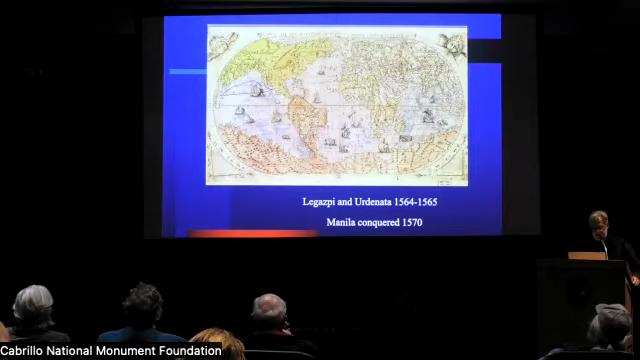 Legazpi and Urdenata 1564-1565
Manila conquered 1570
Cabrillo National Monument Foundation